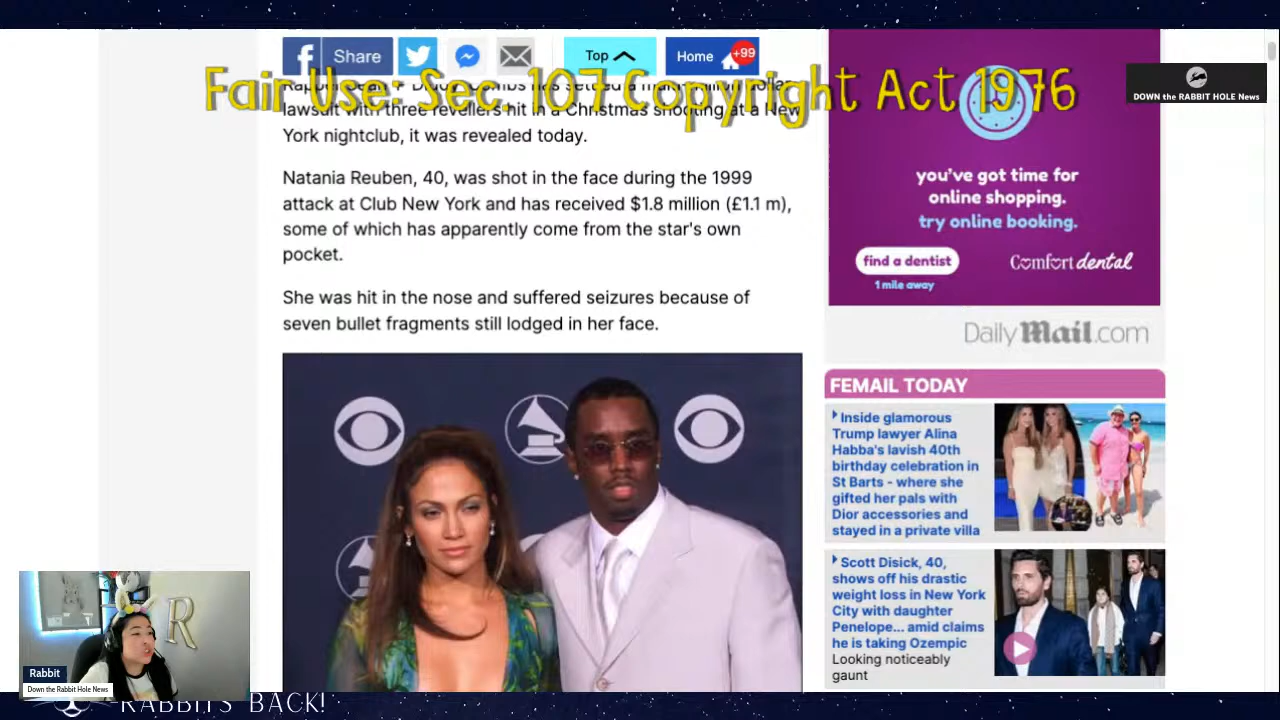 Share
Top
Home
+99
Fair Use: Sec. 107 Copyright Act 1976
DOWN the RABBIT HOLE News
lawsuit with three revellers hit in a Christmas shooting at a New
York nightclub, it was revealed today.
Natania Reuben, 40, was shot in the face during the 1999
attack at Club New York and has received $1.8 million (£1.1 m),
some of which has apparently come from the star's own
pocket.
She was hit in the nose and suffered seizures because of
seven bullet fragments still lodged in her face.
you've got time for
online shopping.
try online booking.
find a dentist
1 mile away
Comfort dental
DailyMail.com
FEMAIL TODAY
Inside glamorous
Trump lawyer Alina
Habba's lavish 40th
birthday celebration in
St Barts - where she
gifted her pals with
Dior accessories and
stayed in a private villa
Scott Disick, 40,
shows off his drastic
weight loss in New York
City with daughter
Penelope... amid claims
he is taking Ozempic
Looking noticeably
gaunt
R
Rabbit
Down the Rabbit Hole News
RABBITS BACK!